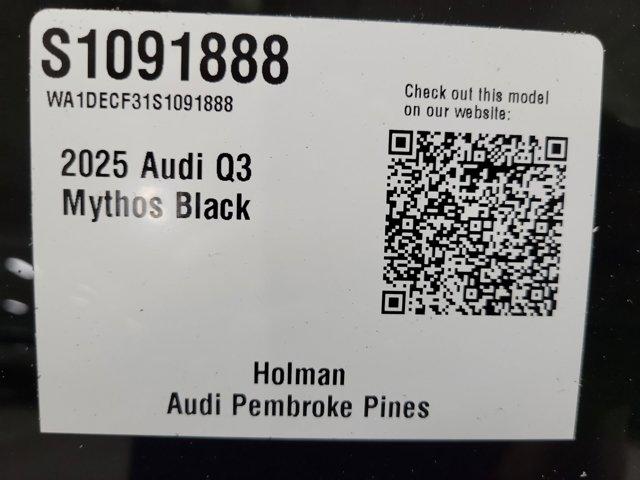 S1091888
WA1DECF31S1091888
Check out this model
on our website:
2025 Audi Q3
Mythos Black
Holman
Audi Pembroke Pines